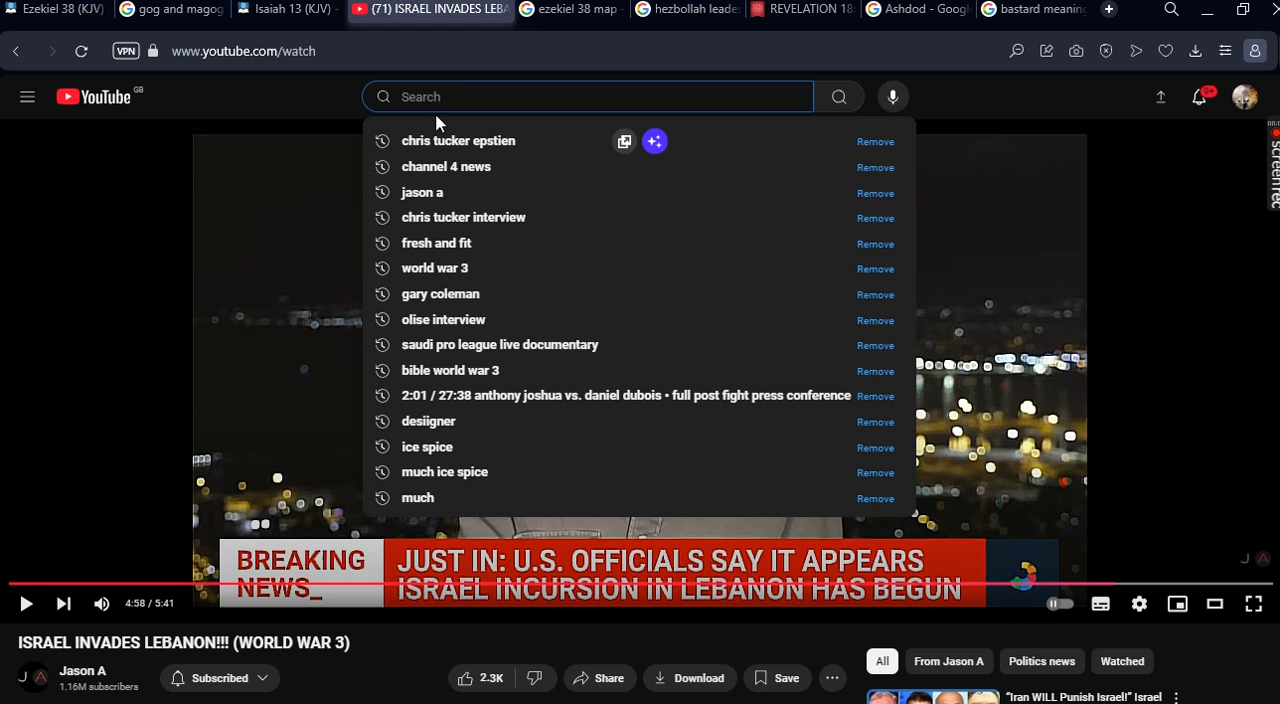 Ezekiel 38 (KJV)
gog and magog
Isaiah 13 (KJV) -
(71) ISRAEL INVADES LEBA
ezekiel 38 map -
hezbollah leade
REVELATION 18
Ashdod - Googl
bastard meaning
VPN
www.youtube.com/watch
YouTube GB
Search
9+
chris tucker epstien Remove
channel 4 news Remove
jason a Remove
chris tucker interview Remove
fresh and fit Remove
world war 3 Remove
gary coleman Remove
olise interview Remove
saudi pro league live documentary Remove
bible world war 3 Remove
2:01 / 27:38 anthony joshua vs. daniel dubois • full post fight press conference Remove
desiigner Remove
ice spice Remove
much ice spice Remove
much Remove
screenrec
BREAKING NEWS_
JUST IN: U.S. OFFICIALS SAY IT APPEARS
ISRAEL INCURSION IN LEBANON HAS BEGUN
J A
4:58 / 5:41
ISRAEL INVADES LEBANON!!! (WORLD WAR 3)
J A
Jason A
1.16M subscribers
Subscribed
2.3K
Share
Download
Save
All
From Jason A
Politics news
Watched
"Iran WILL Punish Israel!" Israel